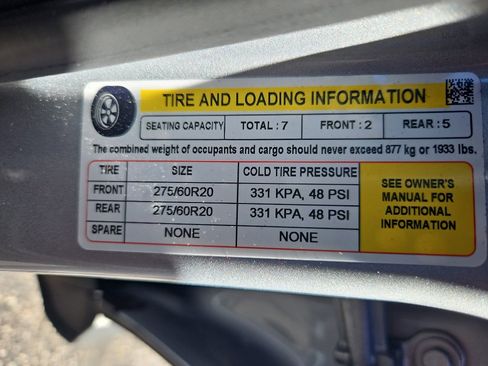 TIRE AND LOADING INFORMATION
SEATING CAPACITY TOTAL : 7 FRONT : 2 REAR : 5
The combined weight of occupants and cargo should never exceed 877 kg or 1933 lbs.
TIRE SIZE COLD TIRE PRESSURE
FRONT 275/60R20 331 KPA, 48 PSI
REAR 275/60R20 331 KPA, 48 PSI
SPARE NONE NONE
SEE OWNER'S
MANUAL FOR
ADDITIONAL
INFORMATION